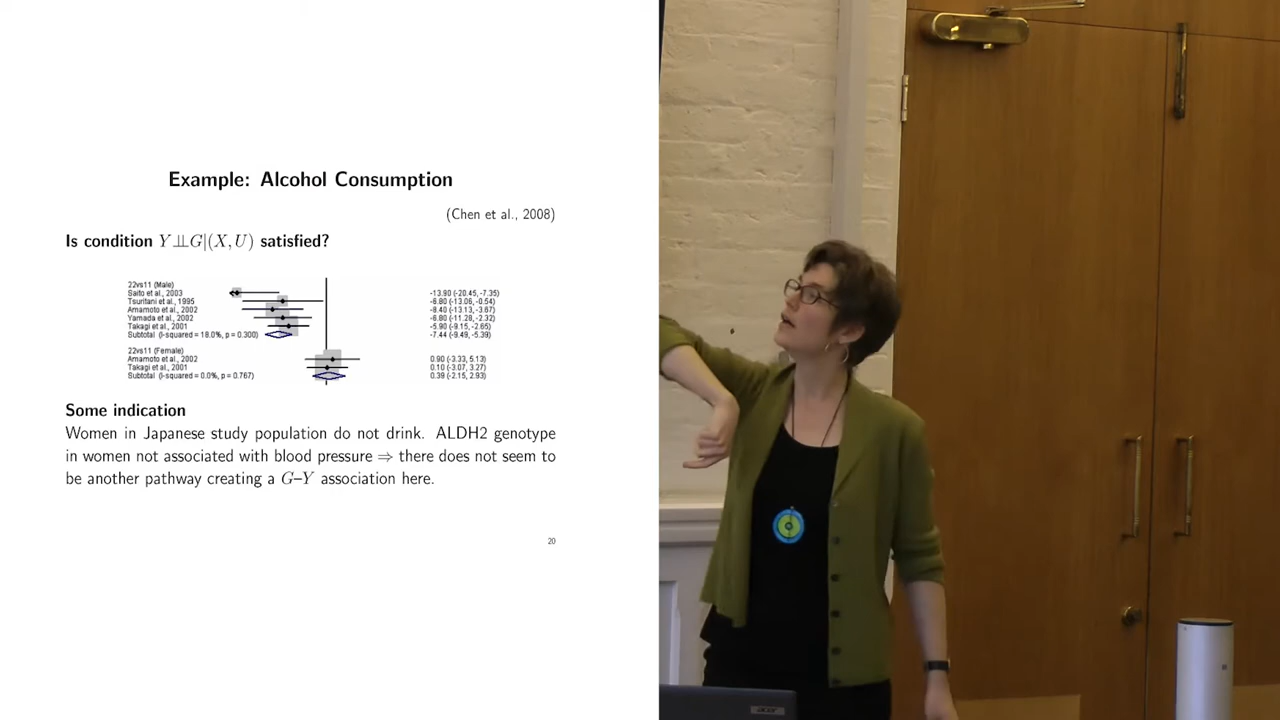 Example: Alcohol Consumption
(Chen et al., 2008)
Is condition Y⊥⊥G|(X, U) satisfied?
22vs11 (Male)
Saito et al., 2003 -13.90 (-20.45, -7.35)
Tsuritani et al., 1995 -6.80 (-13.06, -0.54)
Amamoto et al., 2002 -8.40 (-13.13, -3.67)
Yamada et al., 2002 -6.80 (-11.28, -2.32)
Takagi et al., 2001 -5.90 (-9.15, -2.65)
Subtotal (I-squared = 18.0%, p = 0.300) -7.44 (-9.49, -5.39)
22vs11 (Female)
Amamoto et al., 2002 0.90 (-3.33, 5.13)
Takagi et al., 2001 0.10 (-3.07, 3.27)
Subtotal (I-squared = 0.0%, p = 0.767) 0.39 (-2.15, 2.93)
Some indication
Women in Japanese study population do not drink. ALDH2 genotype
in women not associated with blood pressure ⇒ there does not seem to
be another pathway creating a G–Y association here.
20
acer